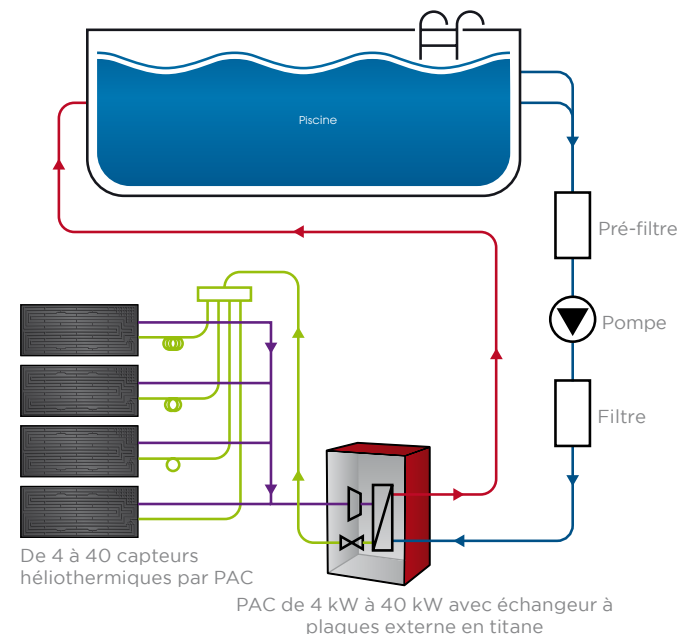 Piscine
Pré-filtre
Pompe
Filtre
De 4 à 40 capteurs
héliothermiques par PAC
PAC de 4 kW à 40 kW avec échangeur à
plaques externe en titane